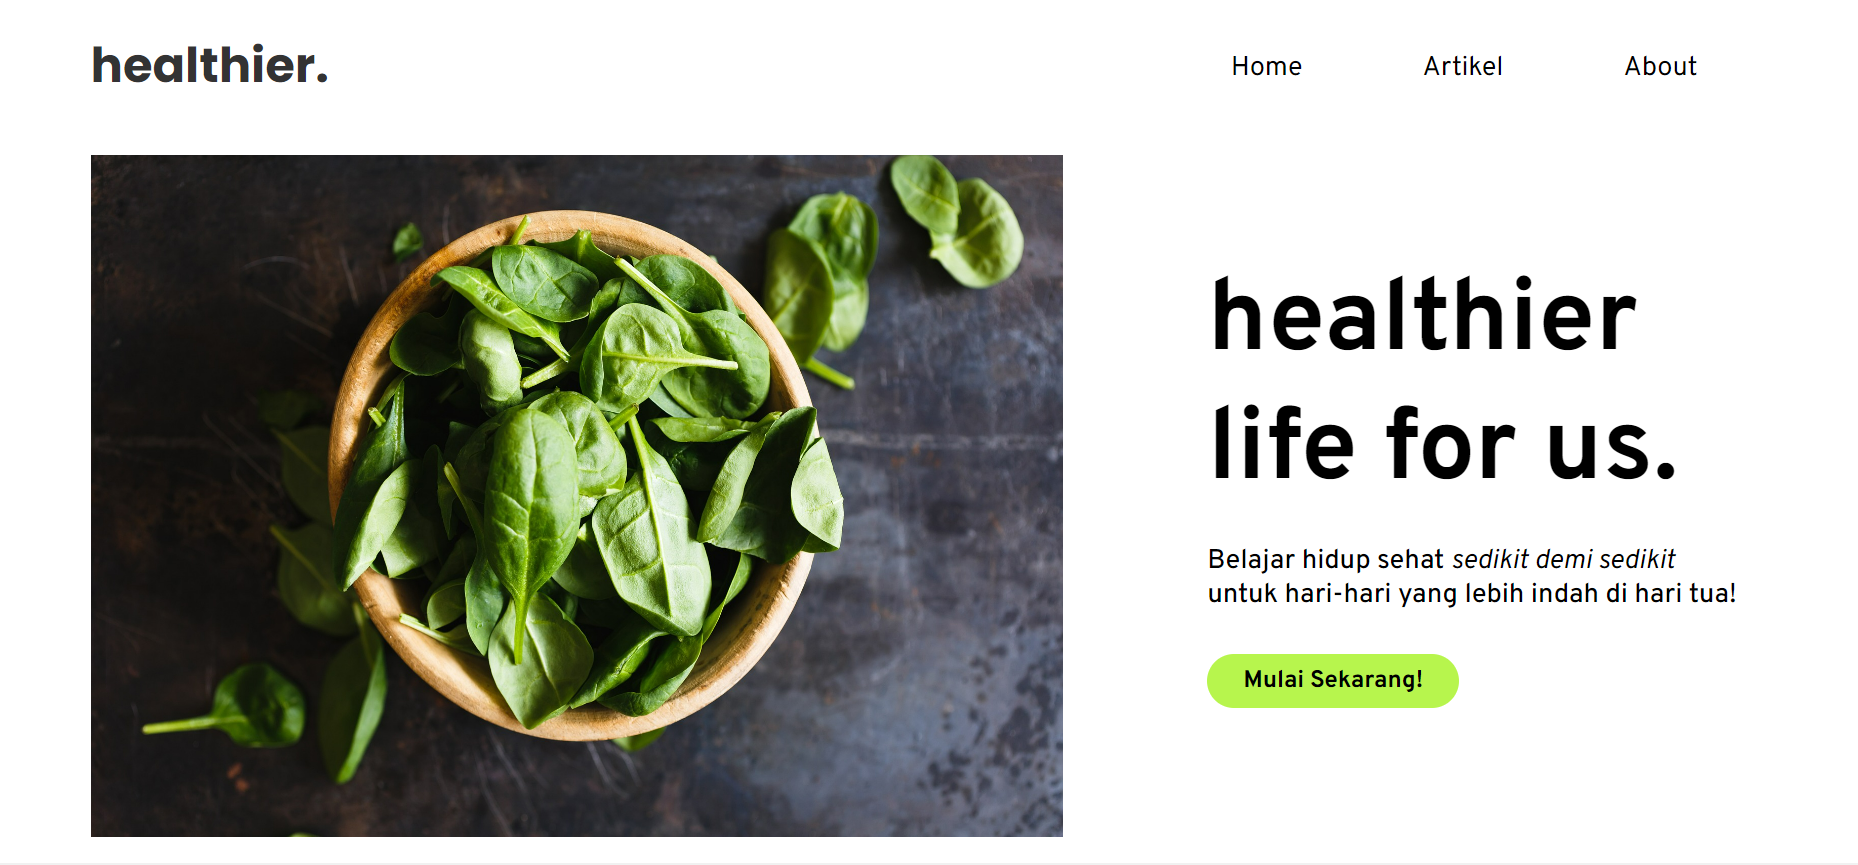 healthier.
Home Artikel About
healthier
life for us.
Belajar hidup sehat sedikit demi sedikit
untuk hari-hari yang lebih indah di hari tua!
Mulai Sekarang!